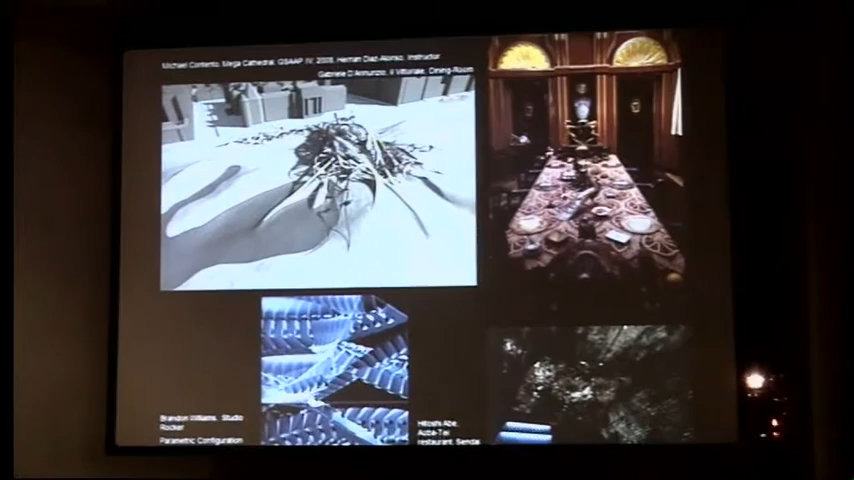 Michael Contento, Mega Cathedral, GSAAP IV, 2008, Hernan Diaz-Alonso, Instructor
Gabriele D'Annunzio, Il Vittoriale, Dining-Room
Brandon Williams, Studio
Rocker
Parametric Configuration
Hitoshi Abe,
Aoba-Tei
restaurant, Sendai